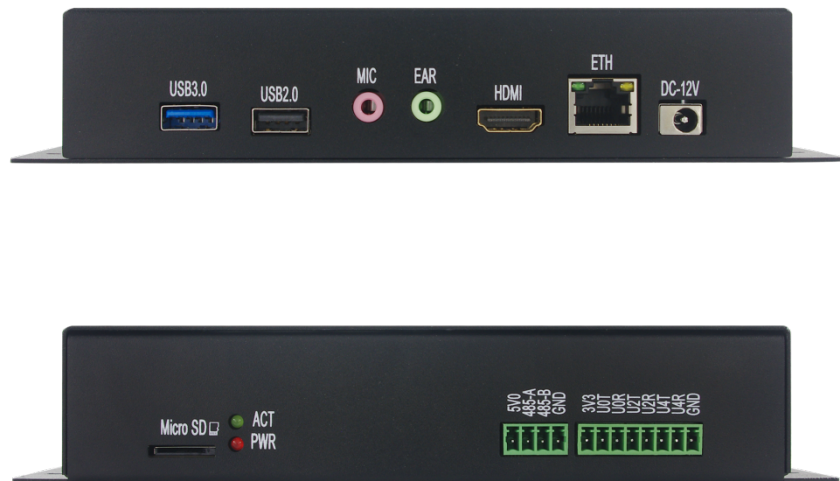 USB3.0
USB2.0
MIC
EAR
HDMI
ETH
DC-12V
Micro SD
ACT
PWR
5V0
485-A
485-B
GND
3V3
U0T
U0R
U2T
U2R
U4T
U4R
GND